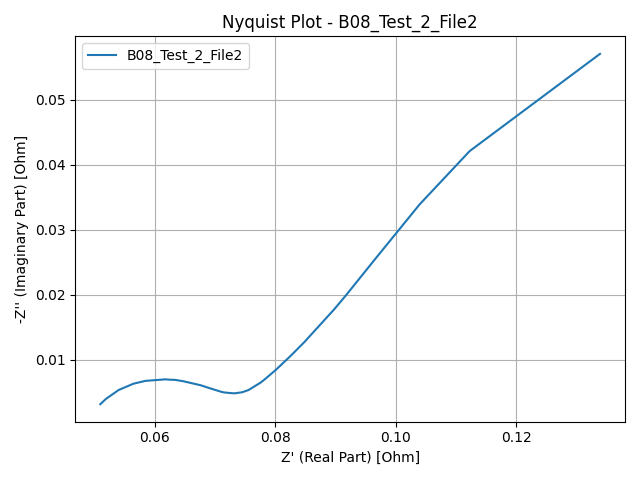 Nyquist Plot - B08_Test_2_File2
B08_Test_2_File2
-Z'' (Imaginary Part) [Ohm]
0.05
0.04
0.03
0.02
0.01
0.06 0.08 0.10 0.12
Z' (Real Part) [Ohm]